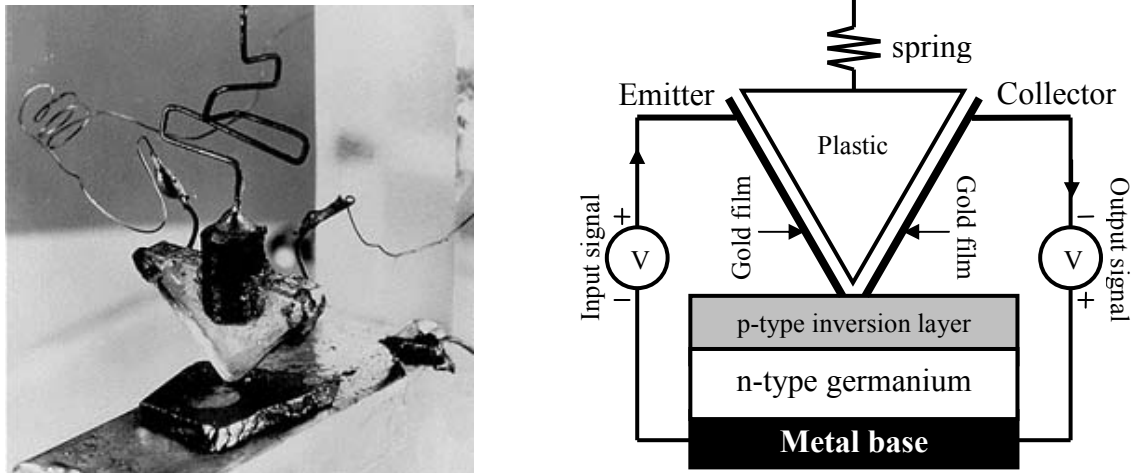 spring
Emitter
Collector
Plastic
Gold film
Gold film
Input signal
+
V
−
−
V
+
Output signal
p-type inversion layer
n-type germanium
Metal base